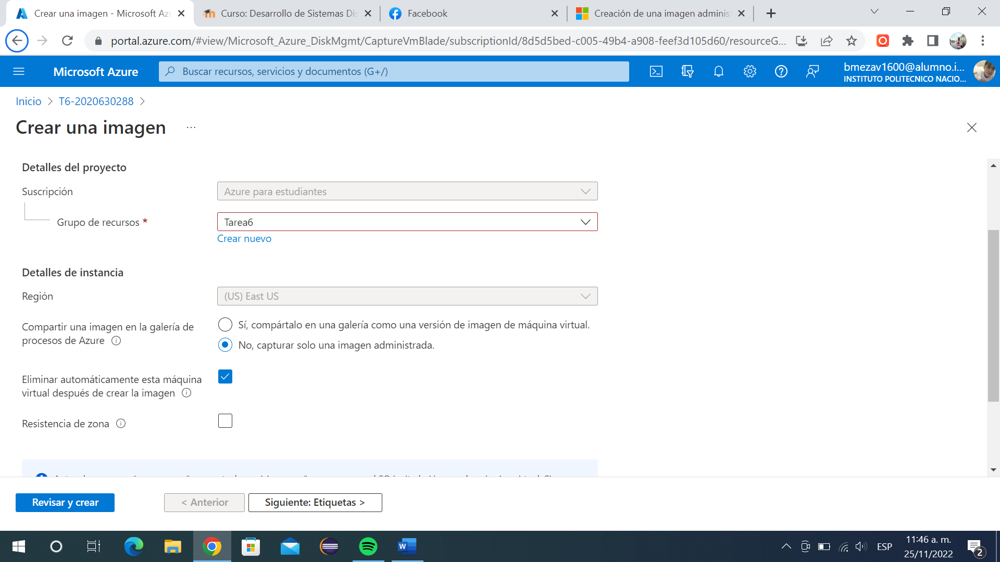 Crear una imagen - Microsoft Az
Curso: Desarrollo de Sistemas Dis
Facebook
Creación de una imagen adminis
portal.azure.com/#view/Microsoft_Azure_DiskMgmt/CaptureVmBlade/subscriptionId/8d5d5bed-c005-49b4-a908-feef3d105d60/resourceG...
Microsoft Azure
Buscar recursos, servicios y documentos (G+/)
bmezav1600@alumno.i...
INSTITUTO POLITECNICO NACIO...
Inicio > T6-2020630288 >
Crear una imagen ...
Detalles del proyecto
Suscripción
Azure para estudiantes
Grupo de recursos *
Tarea6
Crear nuevo
Detalles de instancia
Región
(US) East US
Compartir una imagen en la galería de
procesos de Azure
Sí, compártalo en una galería como una versión de imagen de máquina virtual.
No, capturar solo una imagen administrada.
Eliminar automáticamente esta máquina
virtual después de crear la imagen
Resistencia de zona
Revisar y crear
< Anterior
Siguiente: Etiquetas >
ESP
11:46 a. m.
25/11/2022
2